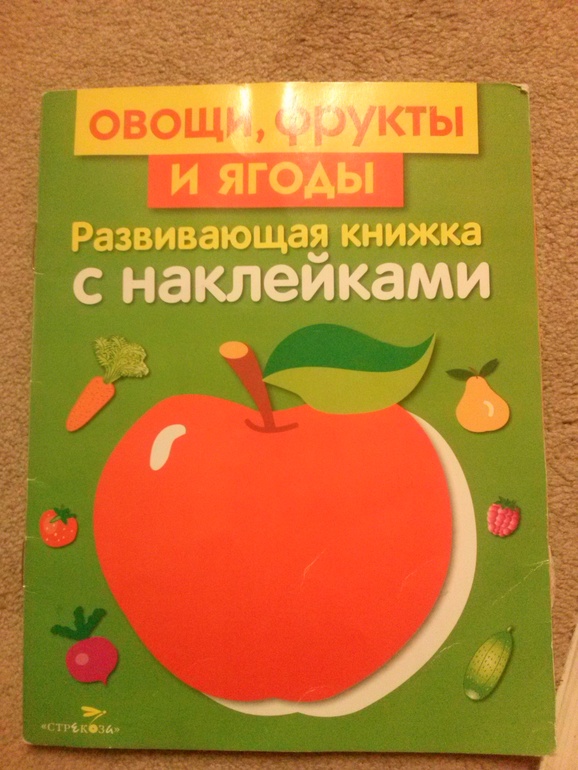 ОВОЩИ, ФРУКТЫ
И ЯГОДЫ
Развивающая книжка
с наклейками
«СТРЕКОЗА»